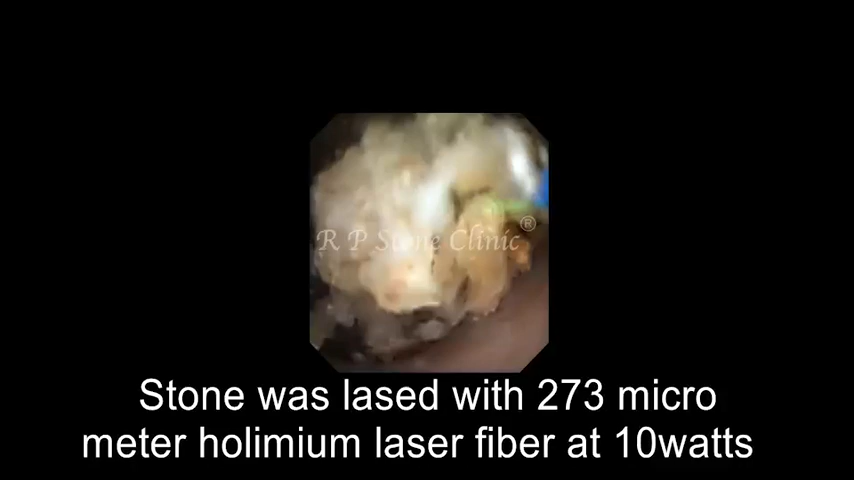 R P Stone Clinic ®
Stone was lased with 273 micro
meter holimium laser fiber at 10watts